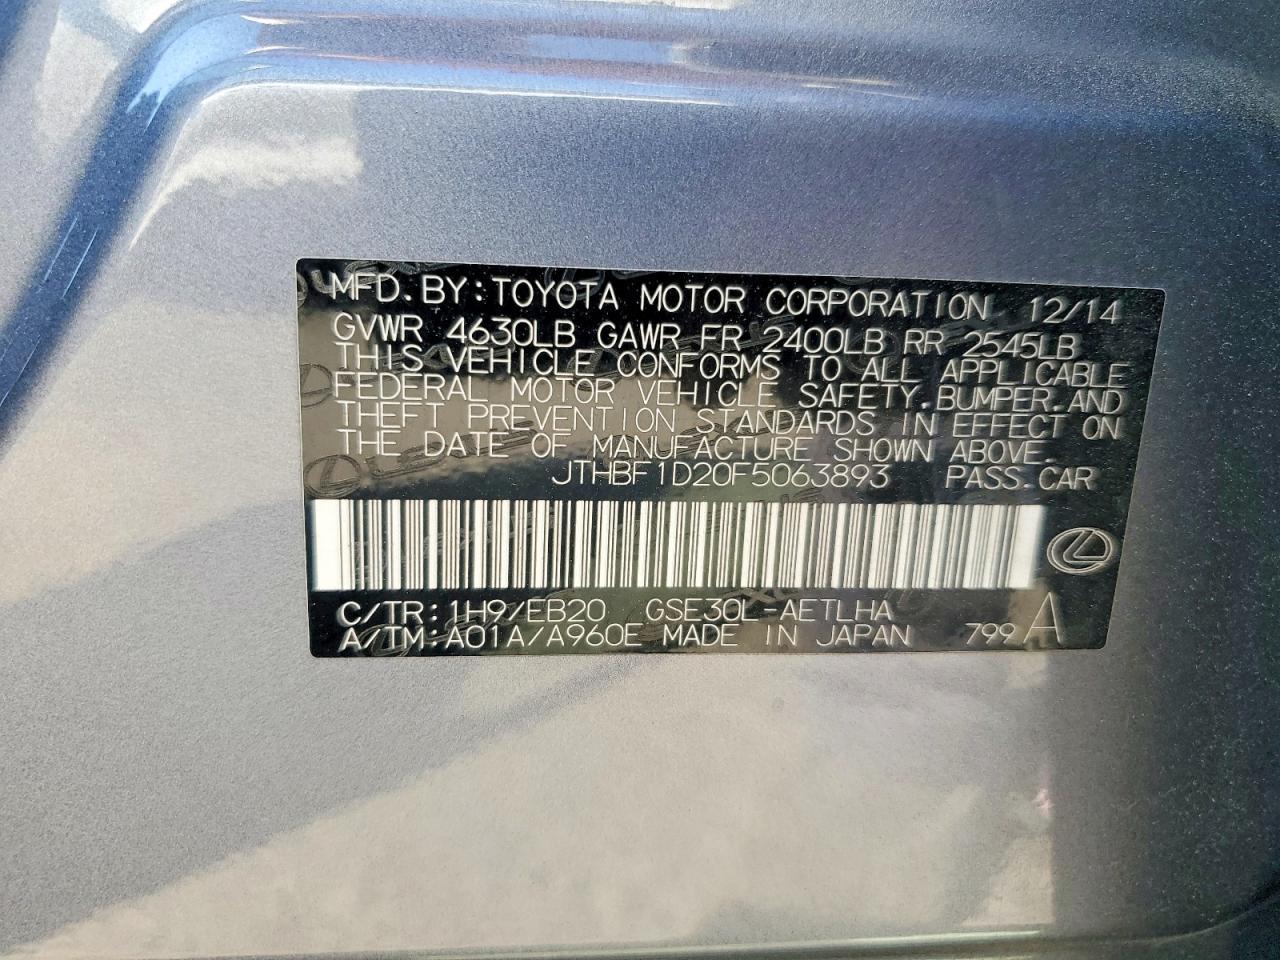 MFD. BY: TOYOTA MOTOR CORPORATION 12/14
GVWR 4630LB GAWR FR 2400LB RR 2545LB
THIS VEHICLE CONFORMS TO ALL APPLICABLE
FEDERAL MOTOR VEHICLE SAFETY, BUMPER, AND
THEFT PREVENTION STANDARDS IN EFFECT ON
THE DATE OF MANUFACTURE SHOWN ABOVE.
JTHBF1D20F5063893 PASS. CAR
C/TR: 1H9/EB20 GSE30L-AETLHA
A/TM: A01A/A960E MADE IN JAPAN 799 A